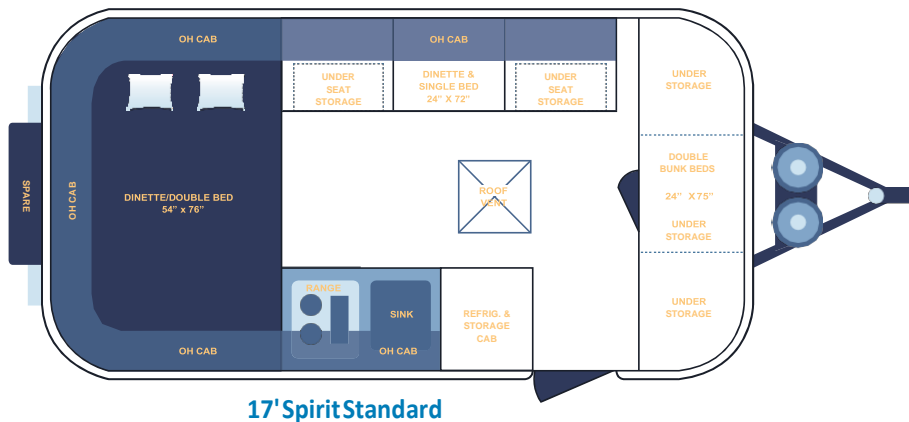 OH CAB
OH CAB
UNDER
SEAT
STORAGE
DINETTE &
SINGLE BED
24” X 72”
UNDER
SEAT
STORAGE
UNDER
STORAGE
DOUBLE
BUNK BEDS
24” X 75”
UNDER
STORAGE
UNDER
STORAGE
ROOF
VENT
SPARE
OH CAB
DINETTE/DOUBLE BED
54” x 76”
RANGE
SINK
REFRIG. &
STORAGE
CAB
OH CAB
OH CAB
17' Spirit Standard